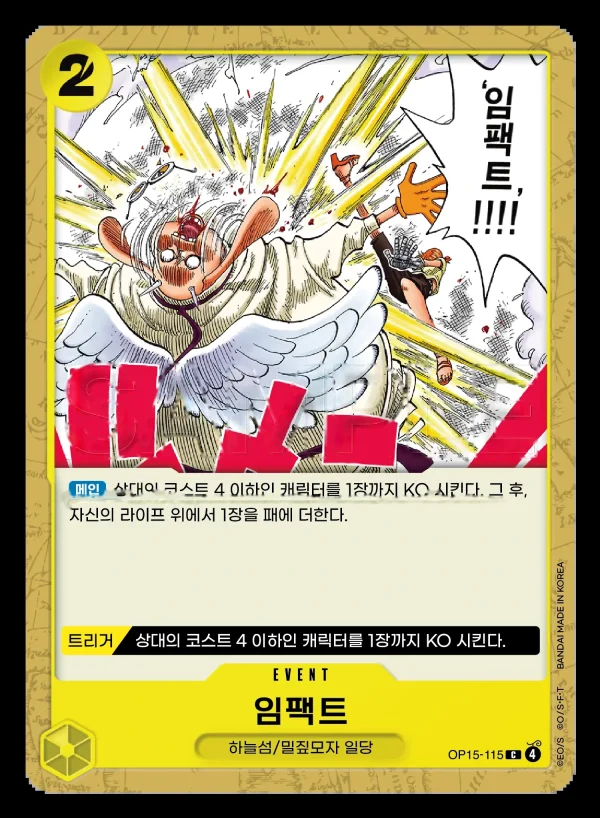 2
‘임팩트’
!!!!
SAMPLE
메인 상대의 코스트 4 이하인 캐릭터를 1장까지 KO 시킨다. 그 후,
자신의 라이프 위에서 1장을 패에 더한다.
트리거 상대의 코스트 4 이하인 캐릭터를 1장까지 KO 시킨다.
EVENT
임팩트
하늘섬/밀짚모자 일당
OP15-115 C 4
©EO/S ©O/S·F·T BANDAI MADE IN KOREA